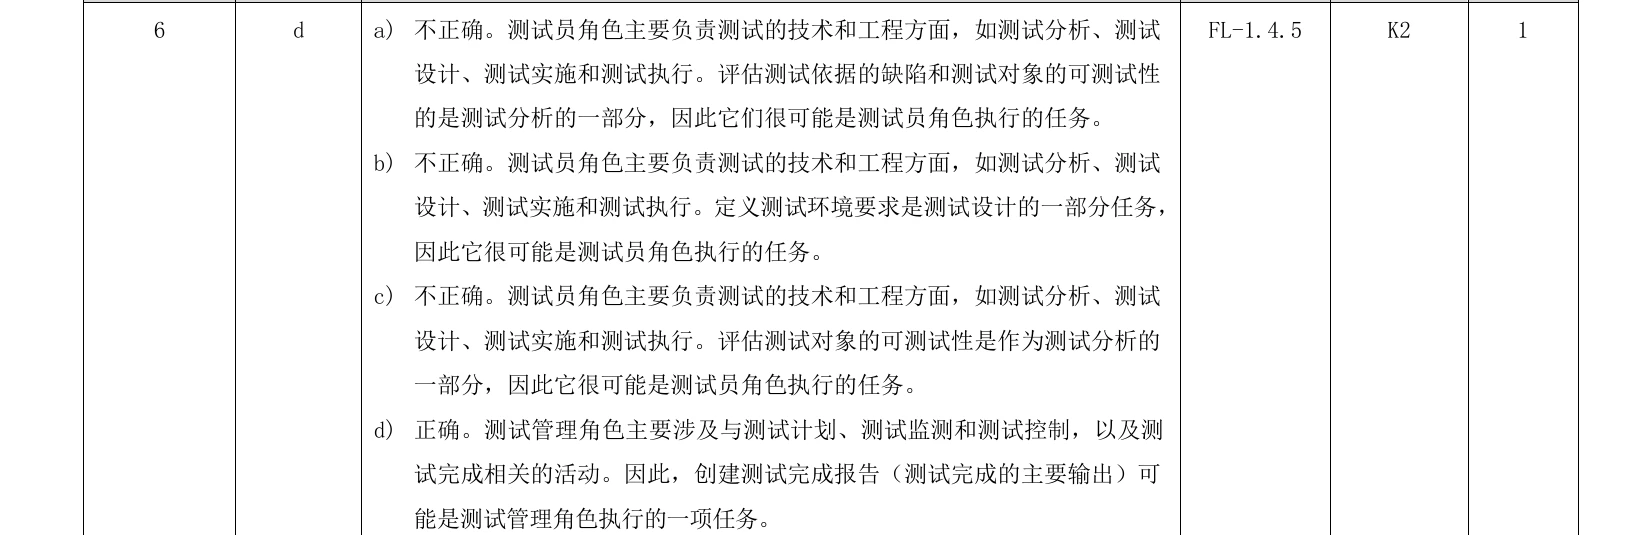 6 d a) 不正确。测试员角色主要负责测试的技术和工程方面，如测试分析、测试 FL-1.4.5 K2 1
设计、测试实施和测试执行。评估测试依据的缺陷和测试对象的可测试性
的是测试分析的一部分，因此它们很可能是测试员角色执行的任务。
b) 不正确。测试员角色主要负责测试的技术和工程方面，如测试分析、测试
设计、测试实施和测试执行。定义测试环境要求是测试设计的一部分任务，
因此它很可能是测试员角色执行的任务。
c) 不正确。测试员角色主要负责测试的技术和工程方面，如测试分析、测试
设计、测试实施和测试执行。评估测试对象的可测试性是作为测试分析的
一部分，因此它很可能是测试员角色执行的任务。
d) 正确。测试管理角色主要涉及与测试计划、测试监测和测试控制，以及测
试完成相关的活动。因此，创建测试完成报告（测试完成的主要输出）可
能是测试管理角色执行的一项任务。